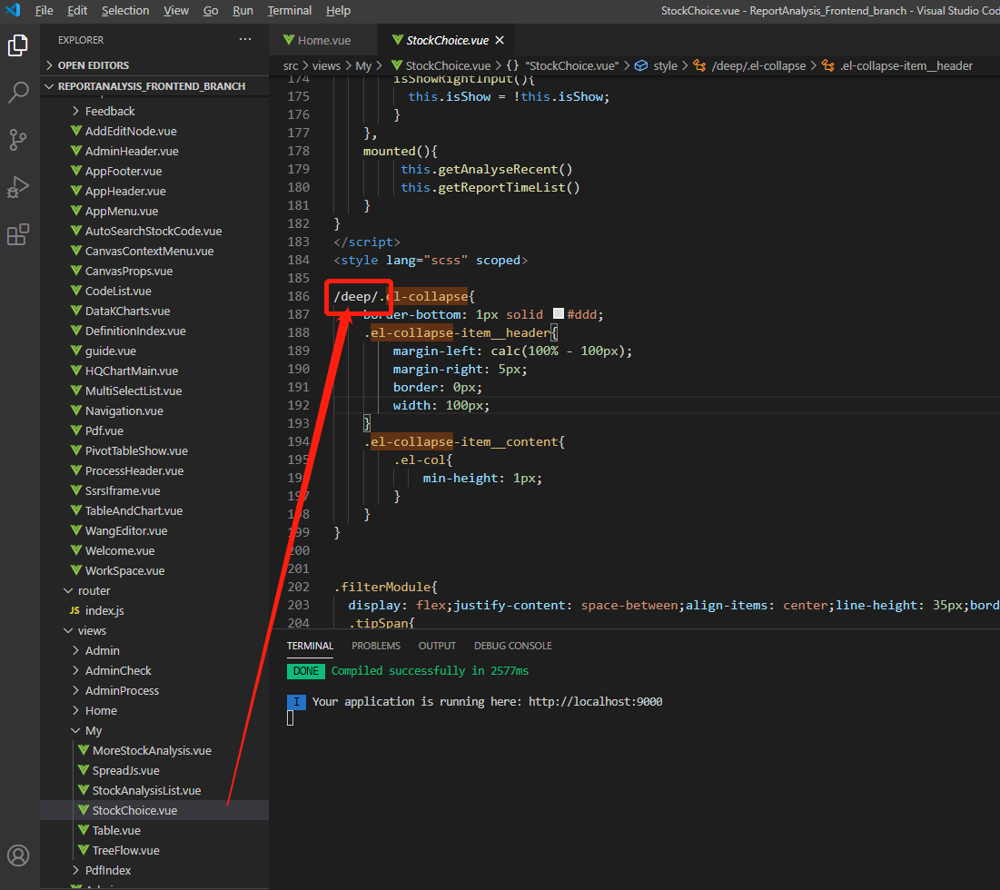 File Edit Selection View Go Run Terminal Help
StockChoice.vue - ReportAnalysis_Frontend_branch - Visual Studio Cod
EXPLORER ···
OPEN EDITORS
REPORTANALYSIS_FRONTEND_BRANCH
Feedback
AddEditNode.vue
AdminHeader.vue
AppFooter.vue
AppHeader.vue
AppMenu.vue
AutoSearchStockCode.vue
CanvasContextMenu.vue
CanvasProps.vue
CodeList.vue
DataKCharts.vue
DefinitionIndex.vue
guide.vue
HQChartMain.vue
MultiSelectList.vue
Navigation.vue
Pdf.vue
PivotTableShow.vue
ProcessHeader.vue
SsrsIframe.vue
TableAndChart.vue
WangEditor.vue
Welcome.vue
WorkSpace.vue
router
JS index.js
views
Admin
AdminCheck
AdminProcess
Home
My
MoreStockAnalysis.vue
SpreadJs.vue
StockAnalysisList.vue
StockChoice.vue
Table.vue
TreeFlow.vue
PdfIndex
Home.vue StockChoice.vue ×
src > views > My > StockChoice.vue > {} "StockChoice.vue" > style > /deep/.el-collapse > .el-collapse-item__header
174 isShowRightInput(){
175 this.isShow = !this.isShow;
176 }
177 },
178 mounted(){
179 this.getAnalyseRecent()
180 this.getReportTimeList()
181 }
182 }
183 </script>
184 <style lang="scss" scoped>
185
186 /deep/.el-collapse{
187 border-bottom: 1px solid #ddd;
188 .el-collapse-item__header{
189 margin-left: calc(100% - 100px);
190 margin-right: 5px;
191 border: 0px;
192 width: 100px;
193 }
194 .el-collapse-item__content{
195 .el-col{
196 min-height: 1px;
197 }
198 }
199 }
200
201
202 .filterModule{
203 display: flex;justify-content: space-between;align-items: center;line-height: 35px;bord
204 .tipSpan{
TERMINAL PROBLEMS OUTPUT DEBUG CONSOLE
DONE Compiled successfully in 2577ms
I Your application is running here: http://localhost:9000